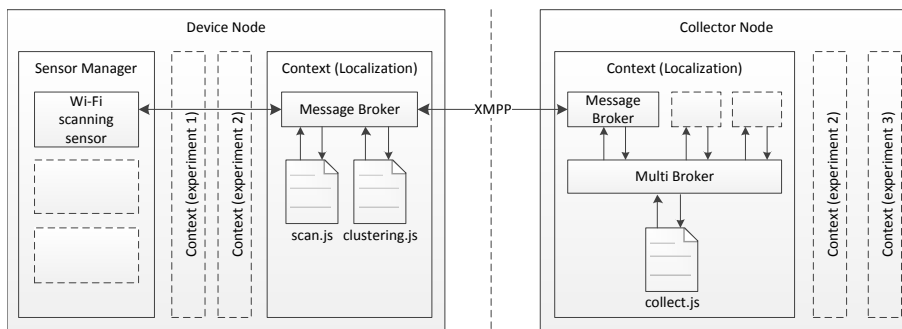 Device Node
Sensor Manager
Wi-Fi
scanning
sensor
Context (experiment 1)
Context (experiment 2)
Context (Localization)
Message Broker
scan.js
clustering.js
XMPP
Collector Node
Context (Localization)
Message
Broker
Multi Broker
collect.js
Context (experiment 2)
Context (experiment 3)